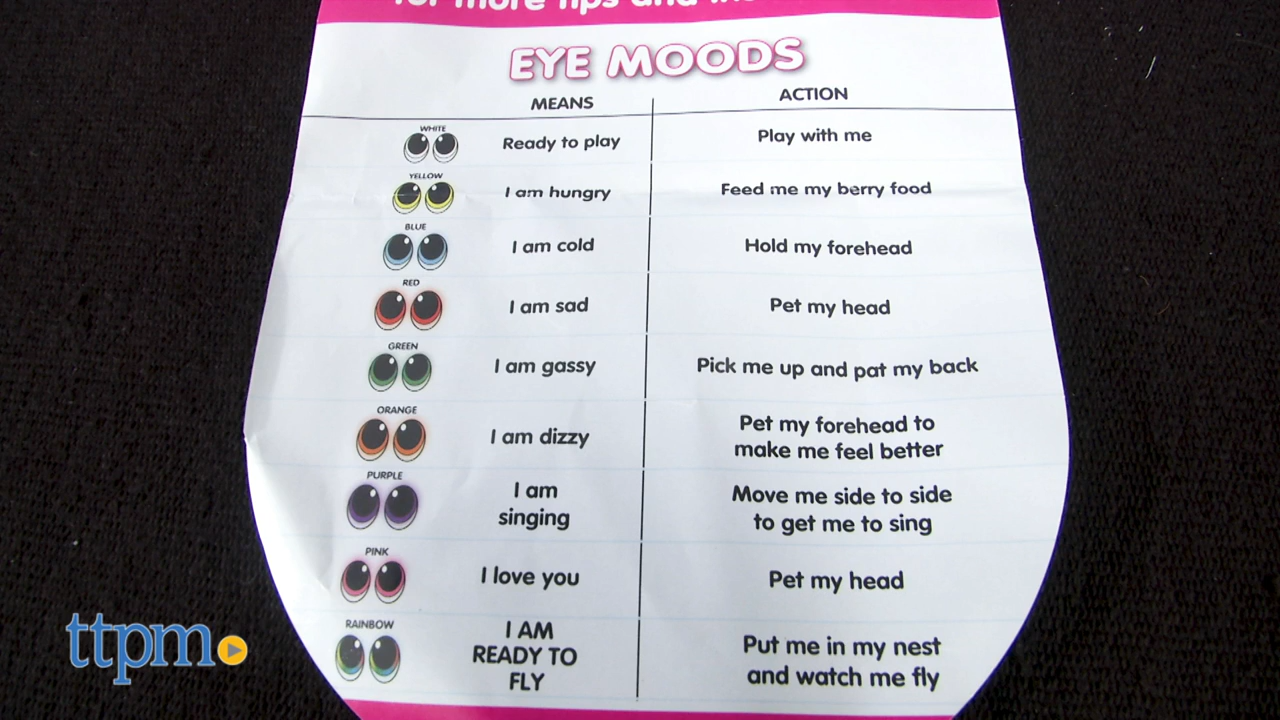 for more tips and
EYE MOODS
MEANS ACTION
WHITE Ready to play Play with me
YELLOW I am hungry Feed me my berry food
BLUE I am cold Hold my forehead
RED I am sad Pet my head
GREEN I am gassy Pick me up and pat my back
ORANGE I am dizzy Pet my forehead to
make me feel better
PURPLE I am
singing Move me side to side
to get me to sing
PINK I love you Pet my head
RAINBOW I AM
READY TO
FLY Put me in my nest
and watch me fly
ttpm